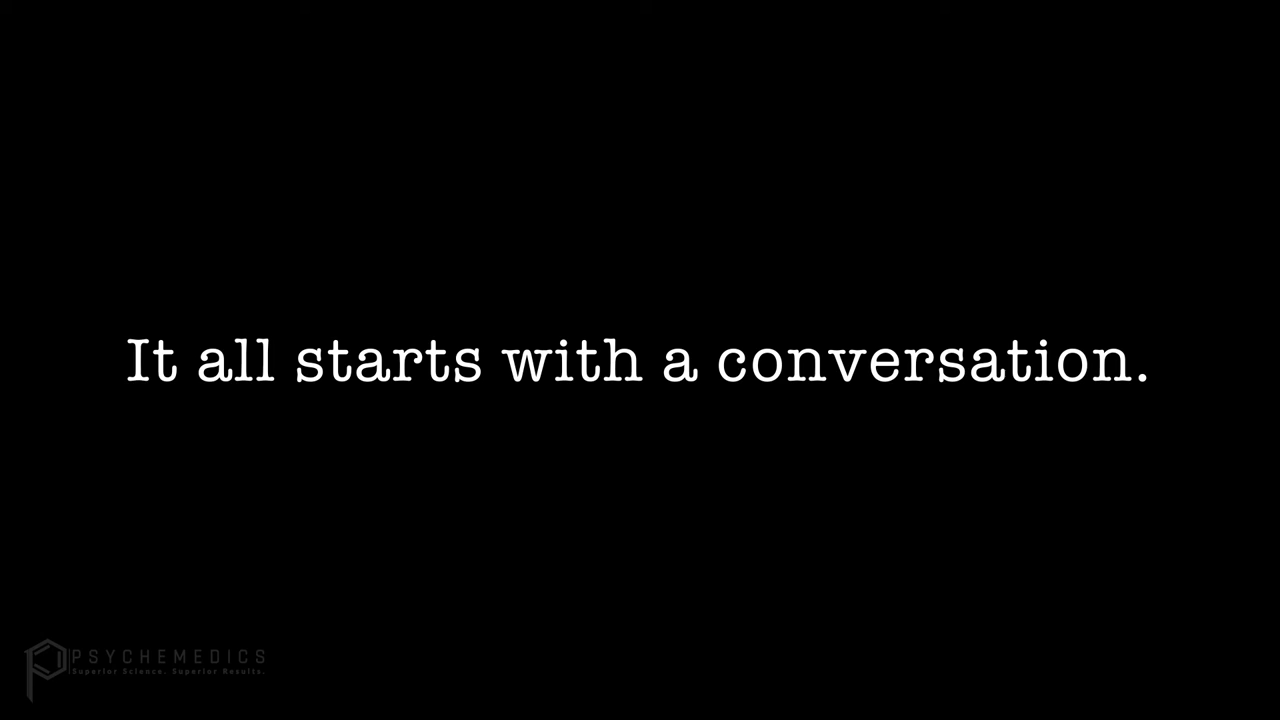 It all starts with a conversation.
PSYCHEMEDICS
Superior Science. Superior Results.